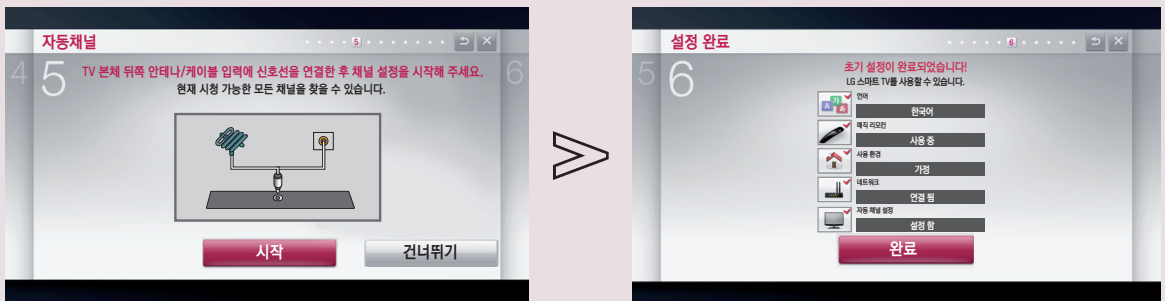 자동채널
5
4
5
TV 본체 뒤쪽 안테나/케이블 입력에 신호선을 연결한 후 채널 설정을 시작해 주세요.
현재 시청 가능한 모든 채널을 찾을 수 있습니다.
6
시작
건너뛰기
설정 완료
6
5
6
초기 설정이 완료되었습니다!
LG 스마트 TV를 사용할 수 있습니다.
A 가 あ
언어
한국어
매직 리모컨
사용 중
사용 환경
가정
네트워크
연결 됨
자동 채널 설정
설정 함
완료